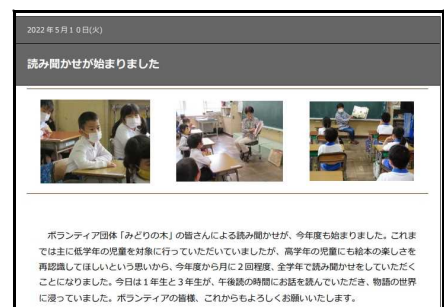 2022年5月10日(火)
読み聞かせが始まりました
ボランティア団体「みどりの木」の皆さんによる読み聞かせが、今年度も始まりました。これま
では主に低学年の児童を対象に行っていただいていましたが、高学年の児童にも絵本の楽しさを
再認識してほしいという思いから、今年度から月に2回程度、全学年で読み聞かせをしていただく
ことになりました。今日は1年生と3年生が、午後読の時間にお話を読んでいただき、物語の世界
に浸っていました。ボランティアの皆様、これからもよろしくお願いいたします。